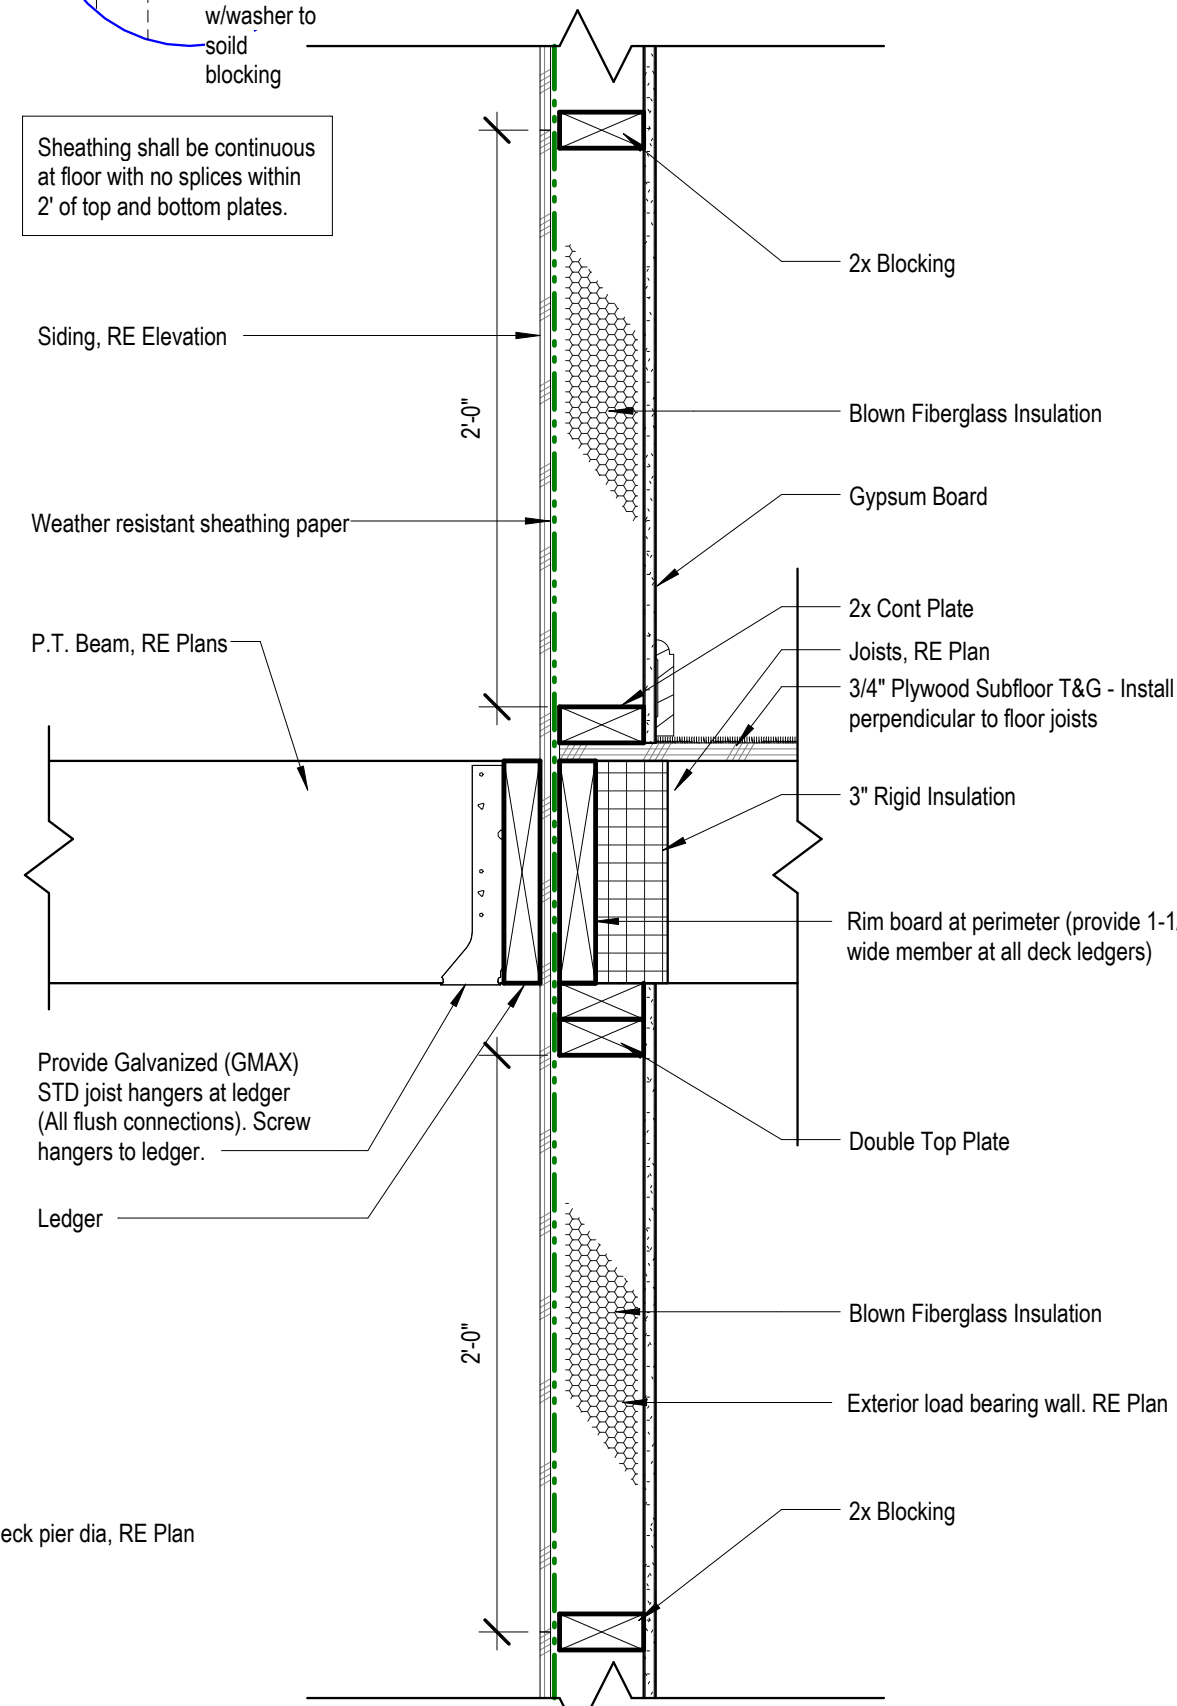 w/washer to
soild
blocking
Sheathing shall be continuous
at floor with no splices within
2' of top and bottom plates.
2x Blocking
Siding, RE Elevation
2'-0"
Blown Fiberglass Insulation
Gypsum Board
Weather resistant sheathing paper
2x Cont Plate
P.T. Beam, RE Plans
Joists, RE Plan
3/4" Plywood Subfloor T&G - Install
perpendicular to floor joists
3" Rigid Insulation
Rim board at perimeter (provide 1-1
wide member at all deck ledgers)
Provide Galvanized (GMAX)
STD joist hangers at ledger
(All flush connections). Screw
hangers to ledger.
Double Top Plate
Ledger
Blown Fiberglass Insulation
2'-0"
Exterior load bearing wall. RE Plan
2x Blocking
eck pier dia, RE Plan